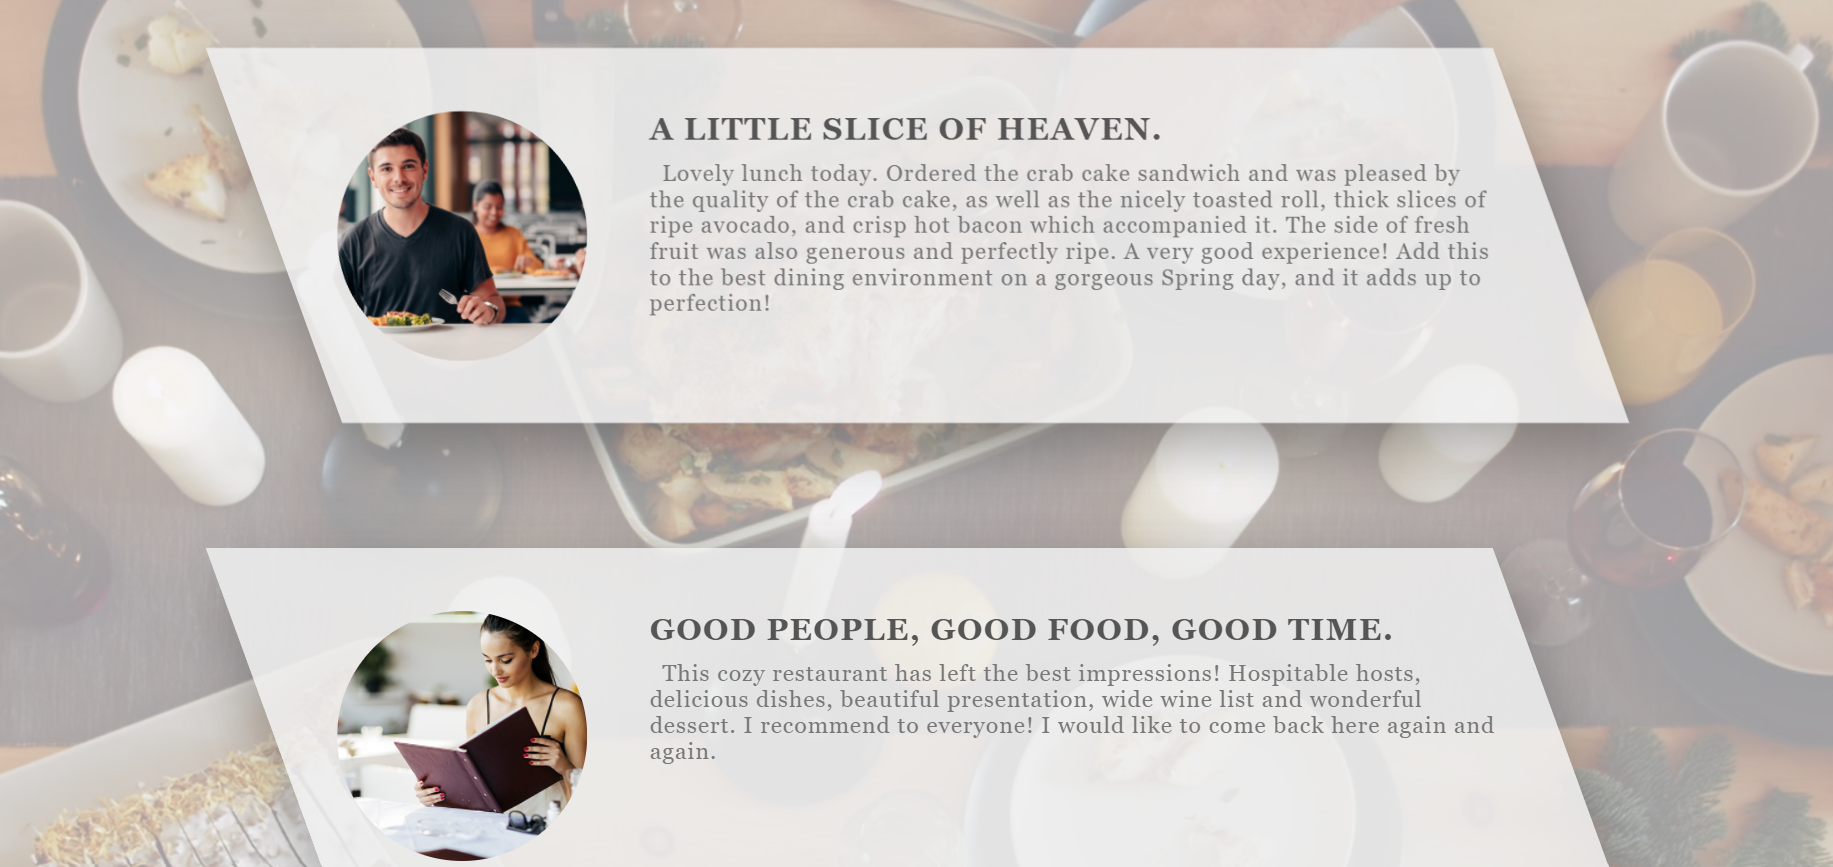 A LITTLE SLICE OF HEAVEN.
Lovely lunch today. Ordered the crab cake sandwich and was pleased by
the quality of the crab cake, as well as the nicely toasted roll, thick slices of
ripe avocado, and crisp hot bacon which accompanied it. The side of fresh
fruit was also generous and perfectly ripe. A very good experience! Add this
to the best dining environment on a gorgeous Spring day, and it adds up to
perfection!
GOOD PEOPLE, GOOD FOOD, GOOD TIME.
This cozy restaurant has left the best impressions! Hospitable hosts,
delicious dishes, beautiful presentation, wide wine list and wonderful
dessert. I recommend to everyone! I would like to come back here again and
again.